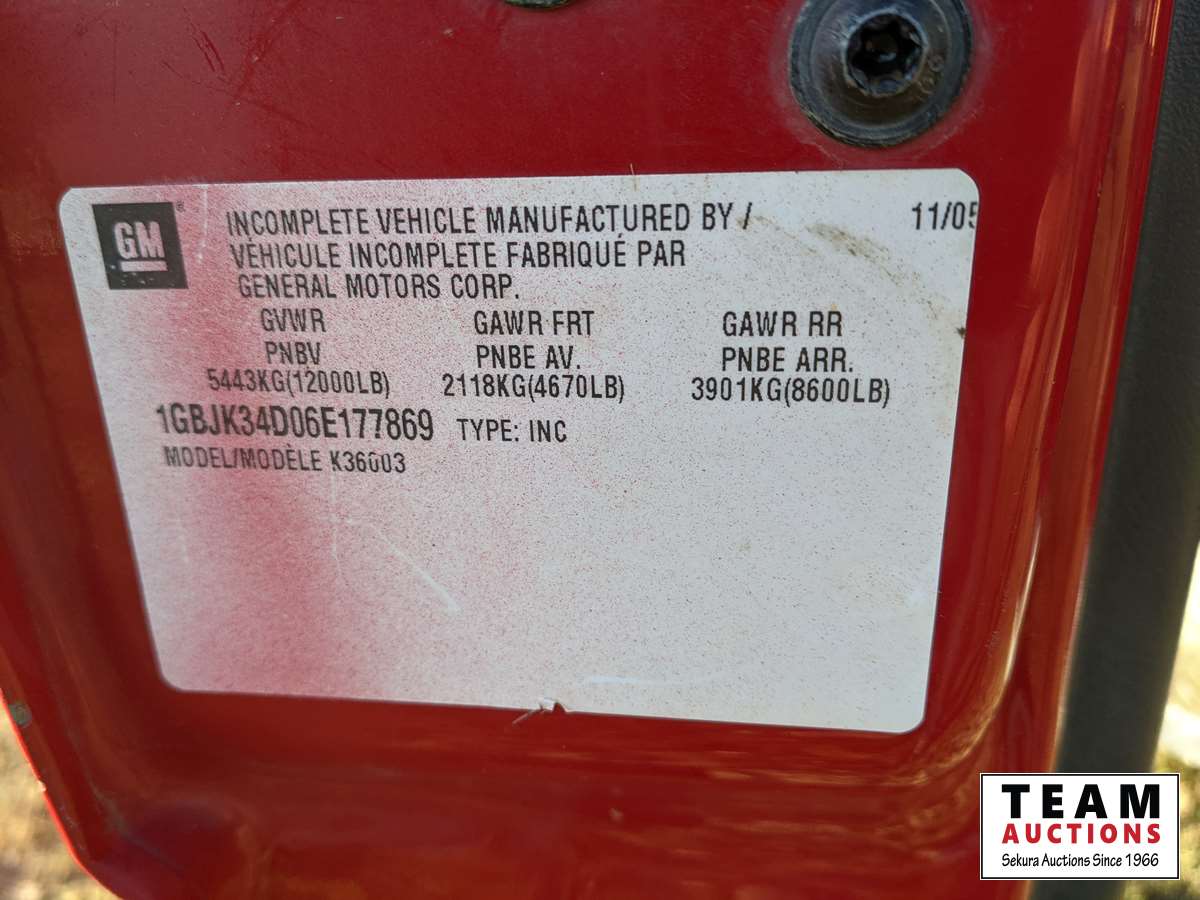 GM
INCOMPLETE VEHICLE MANUFACTURED BY / 11/05
VÉHICULE INCOMPLETE FABRIQUÉ PAR
GENERAL MOTORS CORP.
GVWR GAWR FRT GAWR RR
PNBV PNBE AV. PNBE ARR.
5443KG(12000LB) 2118KG(4670LB) 3901KG(8600LB)
1GBJK34D06E177869 TYPE: INC
MODEL/MODÈLE K36003
TEAM
AUCTIONS
Sekura Auctions Since 1966